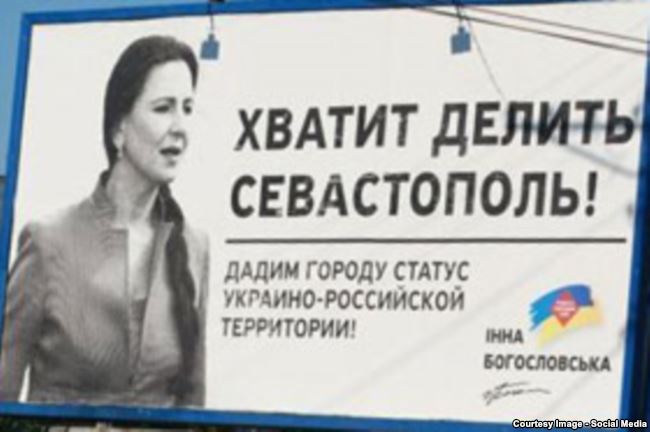 ХВАТИТ ДЕЛИТЬ
СЕВАСТОПОЛЬ!
ДАДИМ ГОРОДУ СТАТУС
УКРАИНО-РОССИЙСКОЙ
ТЕРРИТОРИИ!
ІННА
БОГОСЛОВСЬКА
Courtesy Image - Social Media